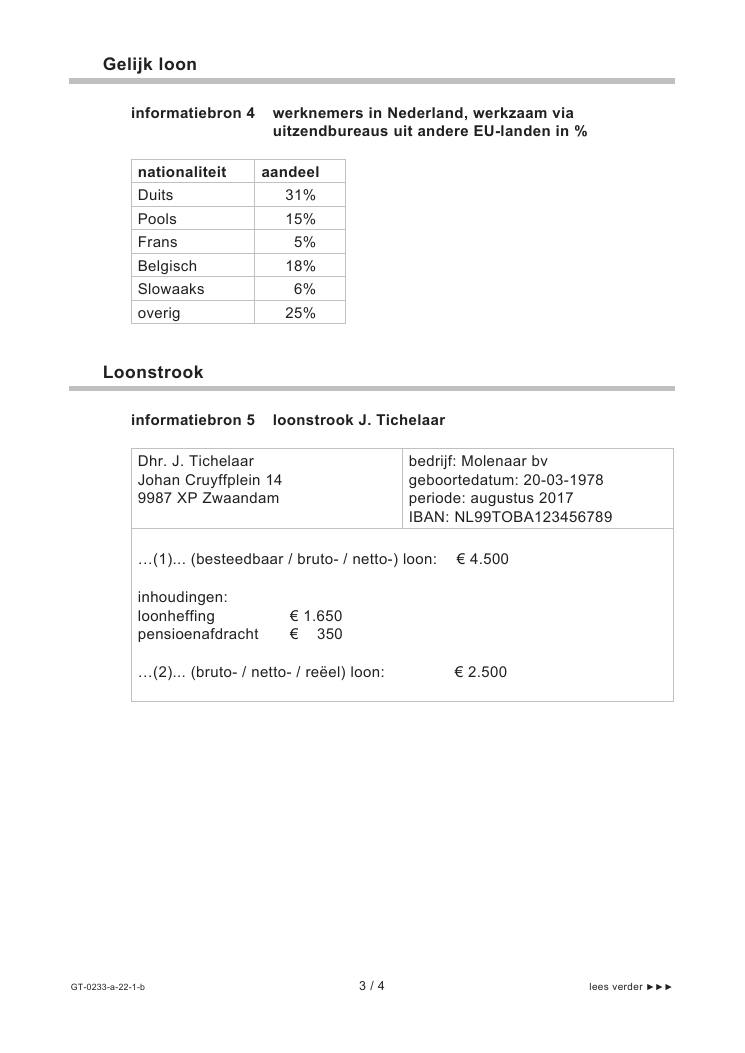 Gelijk loon
informatiebron 4 werknemers in Nederland, werkzaam via
uitzendbureaus uit andere EU-landen in %
nationaliteit aandeel
Duits 31%
Pools 15%
Frans 5%
Belgisch 18%
Slowaaks 6%
overig 25%
Loonstrook
informatiebron 5 loonstrook J. Tichelaar
Dhr. J. Tichelaar bedrijf: Molenaar bv
Johan Cruyffplein 14 geboortedatum: 20-03-1978
9987 XP Zwaandam periode: augustus 2017
IBAN: NL99TOBA123456789
…(1)... (besteedbaar / bruto- / netto-) loon: € 4.500
inhoudingen:
loonheffing € 1.650
pensioenafdracht € 350
…(2)... (bruto- / netto- / reëel) loon: € 2.500
GT-0233-a-22-1-b 3 / 4 lees verder ►►►